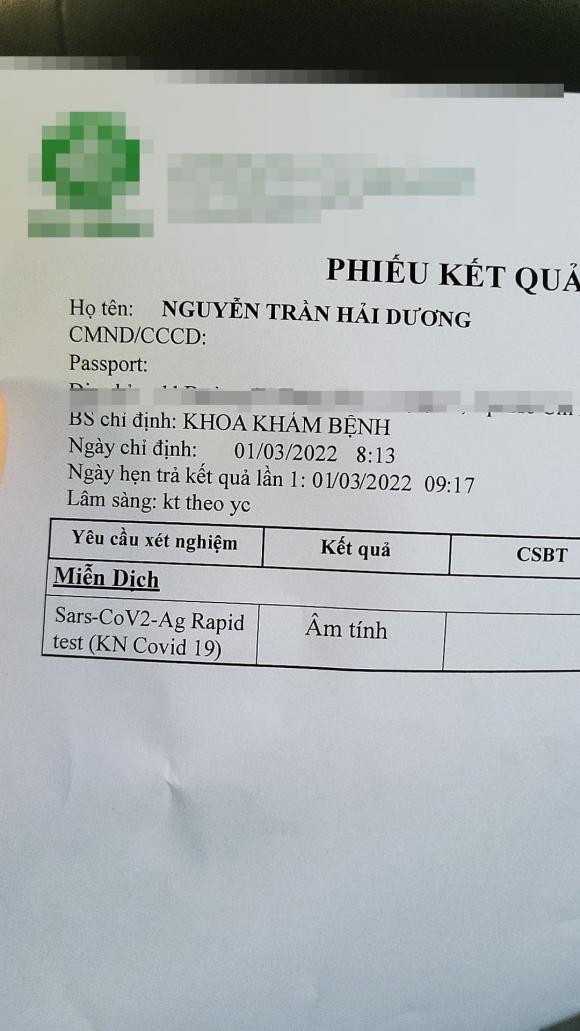 PHIẾU KẾT QUẢ
Họ tên: NGUYỄN TRẦN HẢI DƯƠNG
CMND/CCCD:
Passport:
BS chỉ định: KHOA KHÁM BỆNH
Ngày chỉ định: 01/03/2022 8:13
Ngày hẹn trả kết quả lần 1: 01/03/2022 09:17
Lâm sàng: kt theo yc
Yêu cầu xét nghiệm Kết quả CSBT
Miễn Dịch
Sars-CoV2-Ag Rapid Âm tính
test (KN Covid 19)